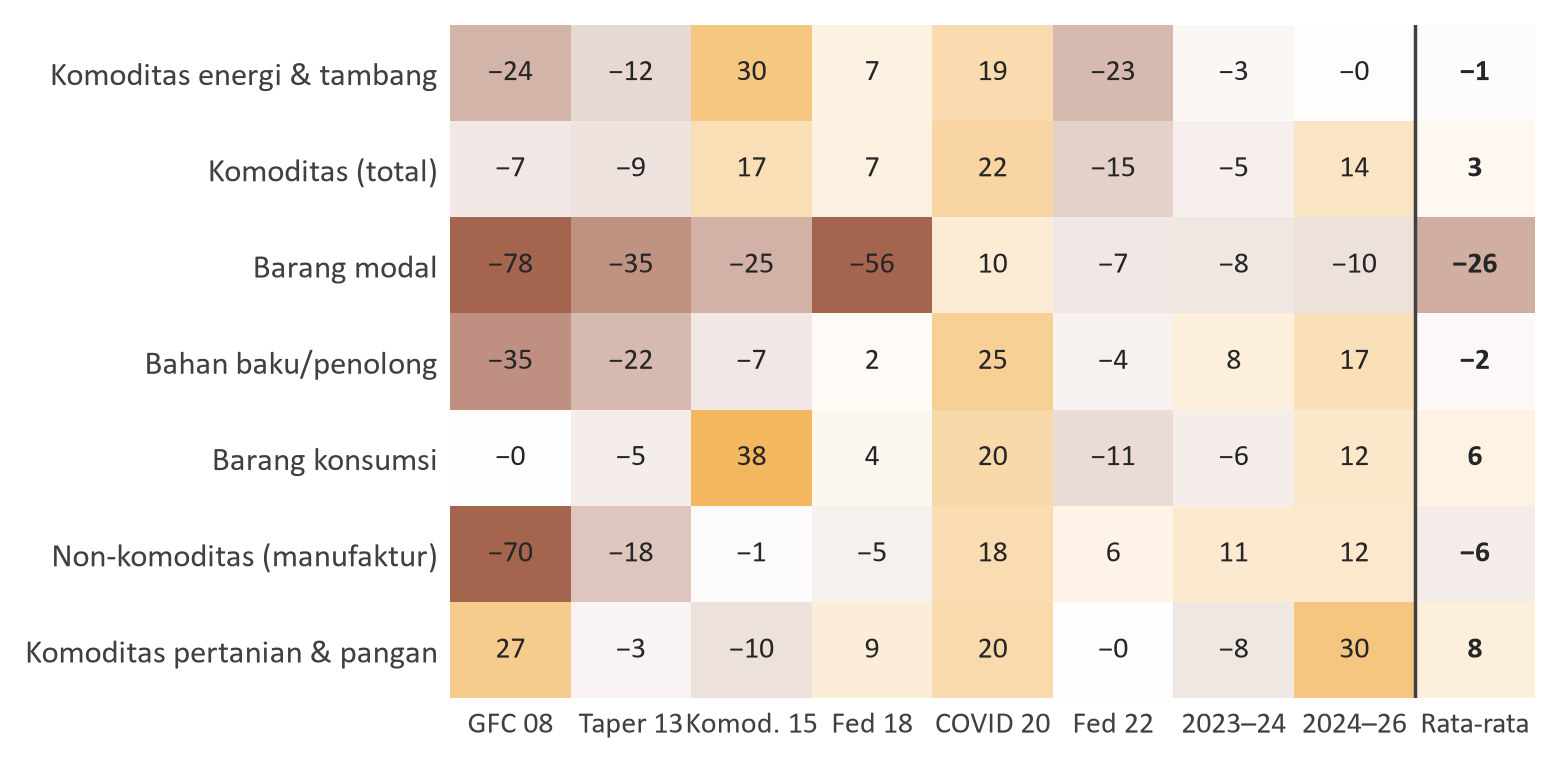 Komoditas energi & tambang −24 −12 30 7 19 −23 −3 −0 −1
Komoditas (total) −7 −9 17 7 22 −15 −5 14 3
Barang modal −78 −35 −25 −56 10 −7 −8 −10 −26
Bahan baku/penolong −35 −22 −7 2 25 −4 8 17 −2
Barang konsumsi −0 −5 38 4 20 −11 −6 12 6
Non-komoditas (manufaktur) −70 −18 −1 −5 18 6 11 12 −6
Komoditas pertanian & pangan 27 −3 −10 9 20 −0 −8 30 8
GFC 08 Taper 13 Komod. 15 Fed 18 COVID 20 Fed 22 2023–24 2024–26 Rata-rata